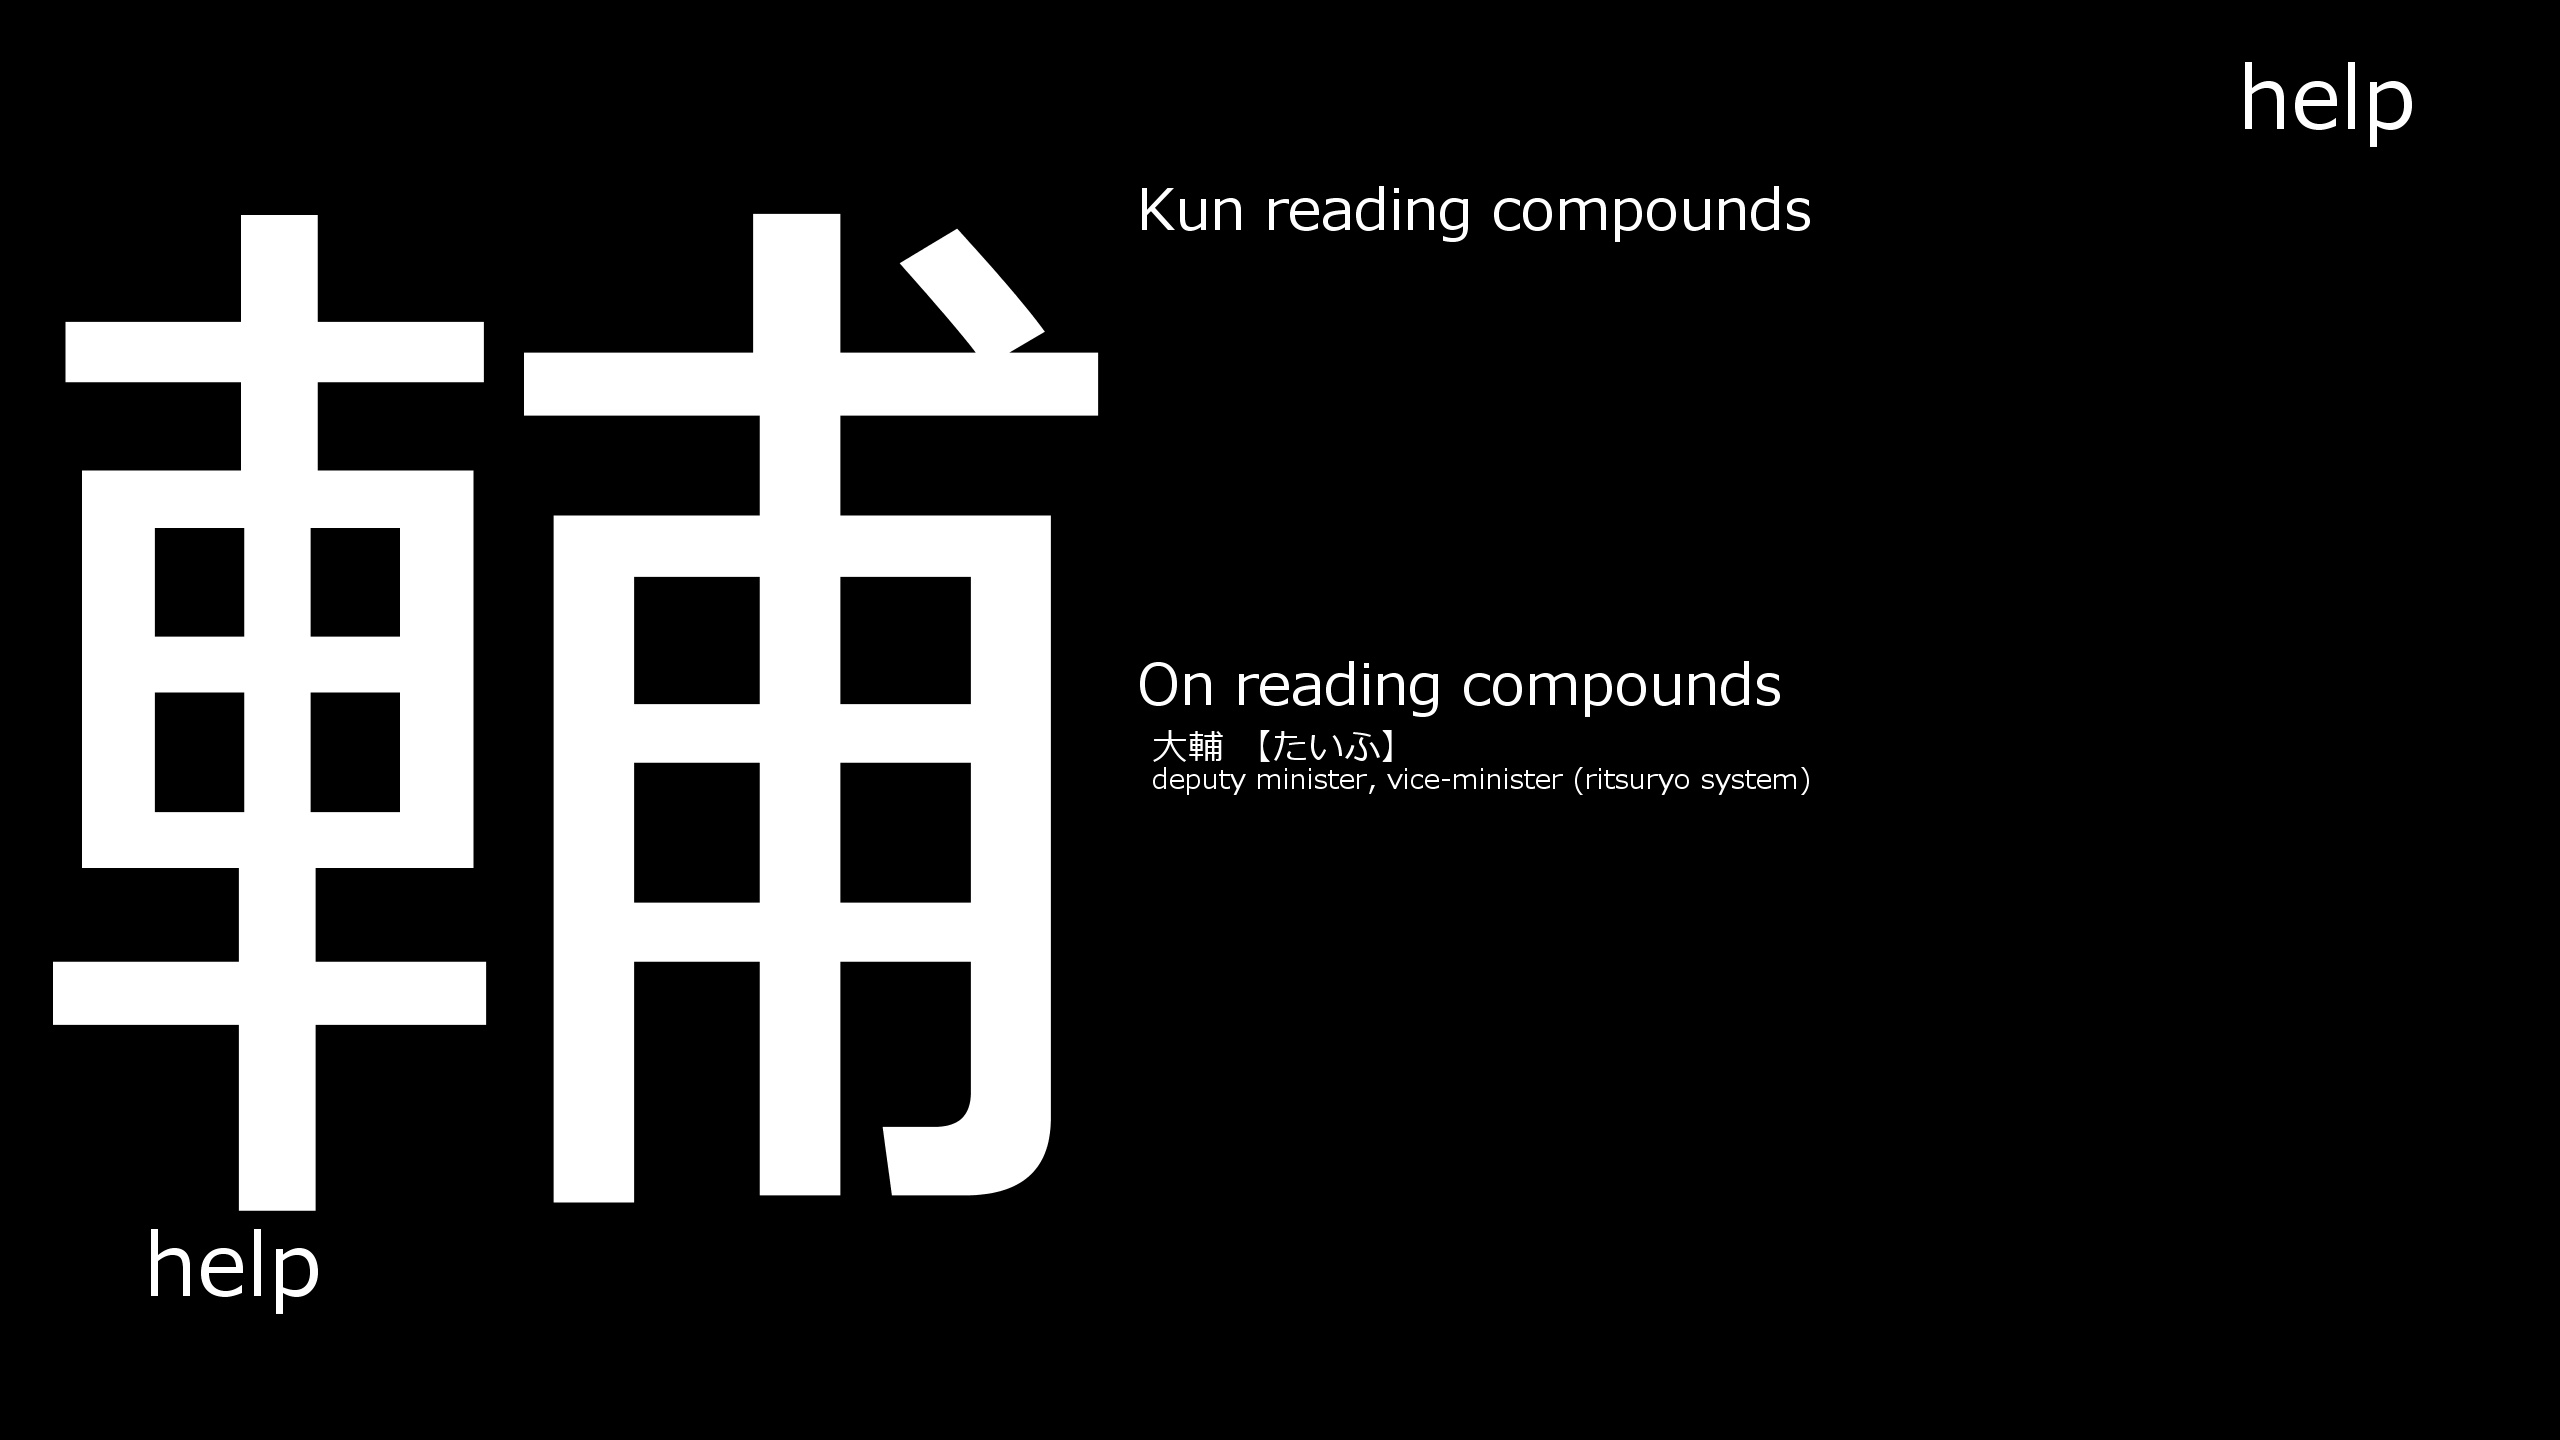 help
輔
Kun reading compounds
On reading compounds
大輔 【たいふ】
deputy minister, vice-minister (ritsuryo system)
help